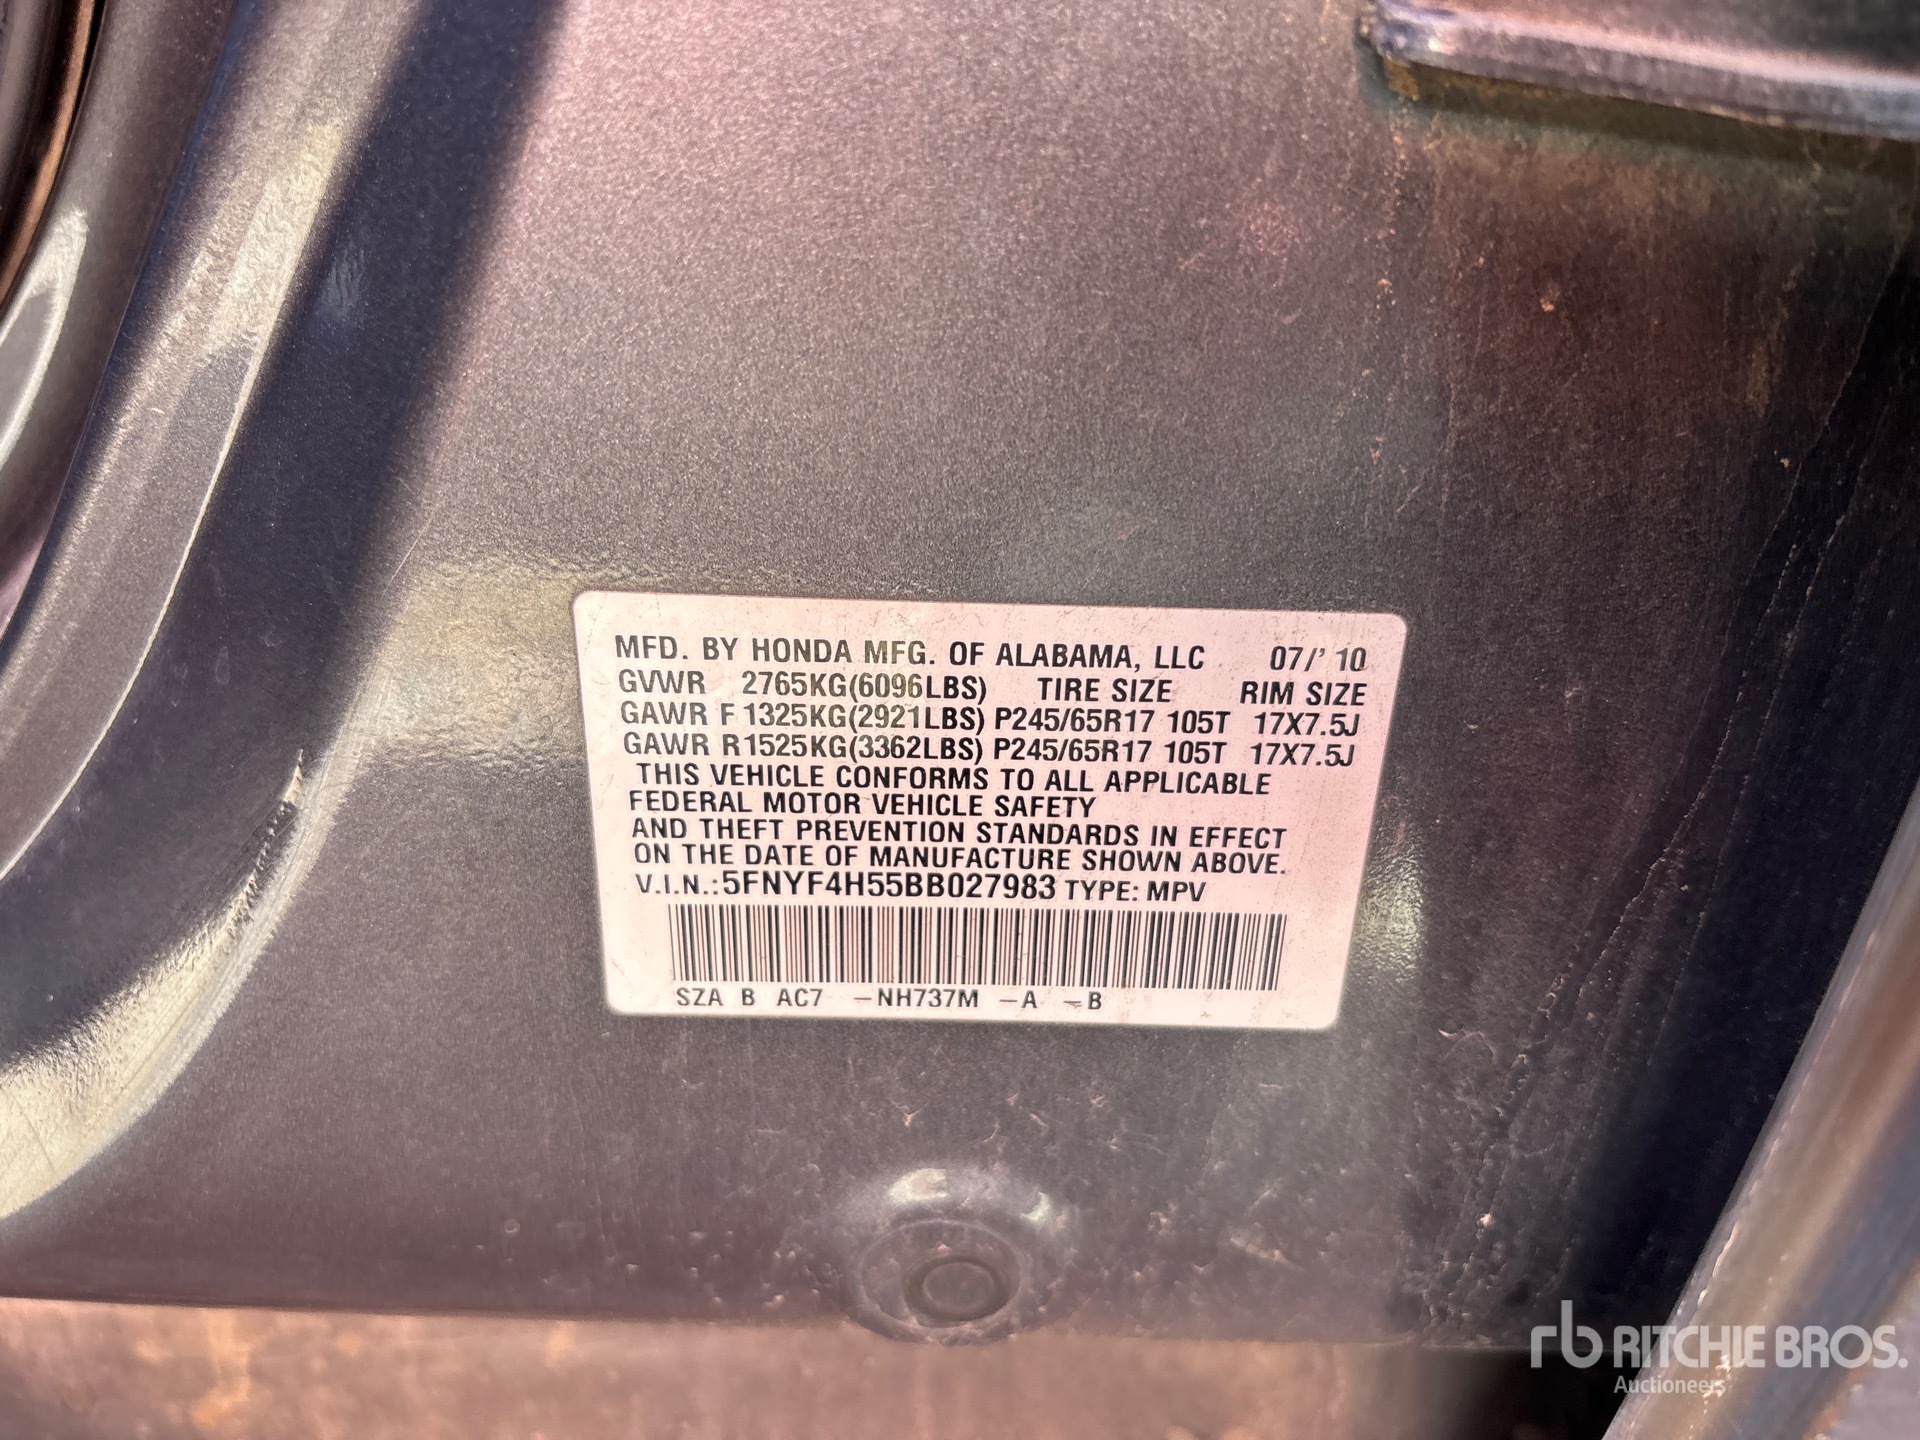 MFD. BY HONDA MFG. OF ALABAMA, LLC 07/'10
GVWR 2765KG(6096LBS) TIRE SIZE RIM SIZE
GAWR F 1325KG(2921LBS) P245/65R17 105T 17X7.5J
GAWR R1525KG(3362LBS) P245/65R17 105T 17X7.5J
THIS VEHICLE CONFORMS TO ALL APPLICABLE
FEDERAL MOTOR VEHICLE SAFETY
AND THEFT PREVENTION STANDARDS IN EFFECT
ON THE DATE OF MANUFACTURE SHOWN ABOVE.
V.I.N.:5FNYF4H55BB027983 TYPE: MPV
SZA B AC7 –NH737M –A –B
rb RITCHIE BROS.
Auctioneers